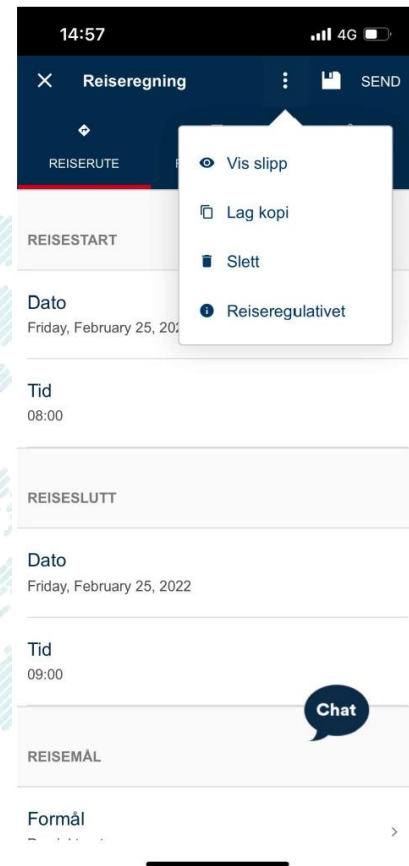 14:57
4G
Reiseregning
SEND
REISERUTE
Vis slipp
Lag kopi
Slett
Reiseregulativet
REISESTART
Dato
Friday, February 25, 202
Tid
08:00
REISESLUTT
Dato
Friday, February 25, 2022
Tid
09:00
Chat
REISEMÅL
Formål